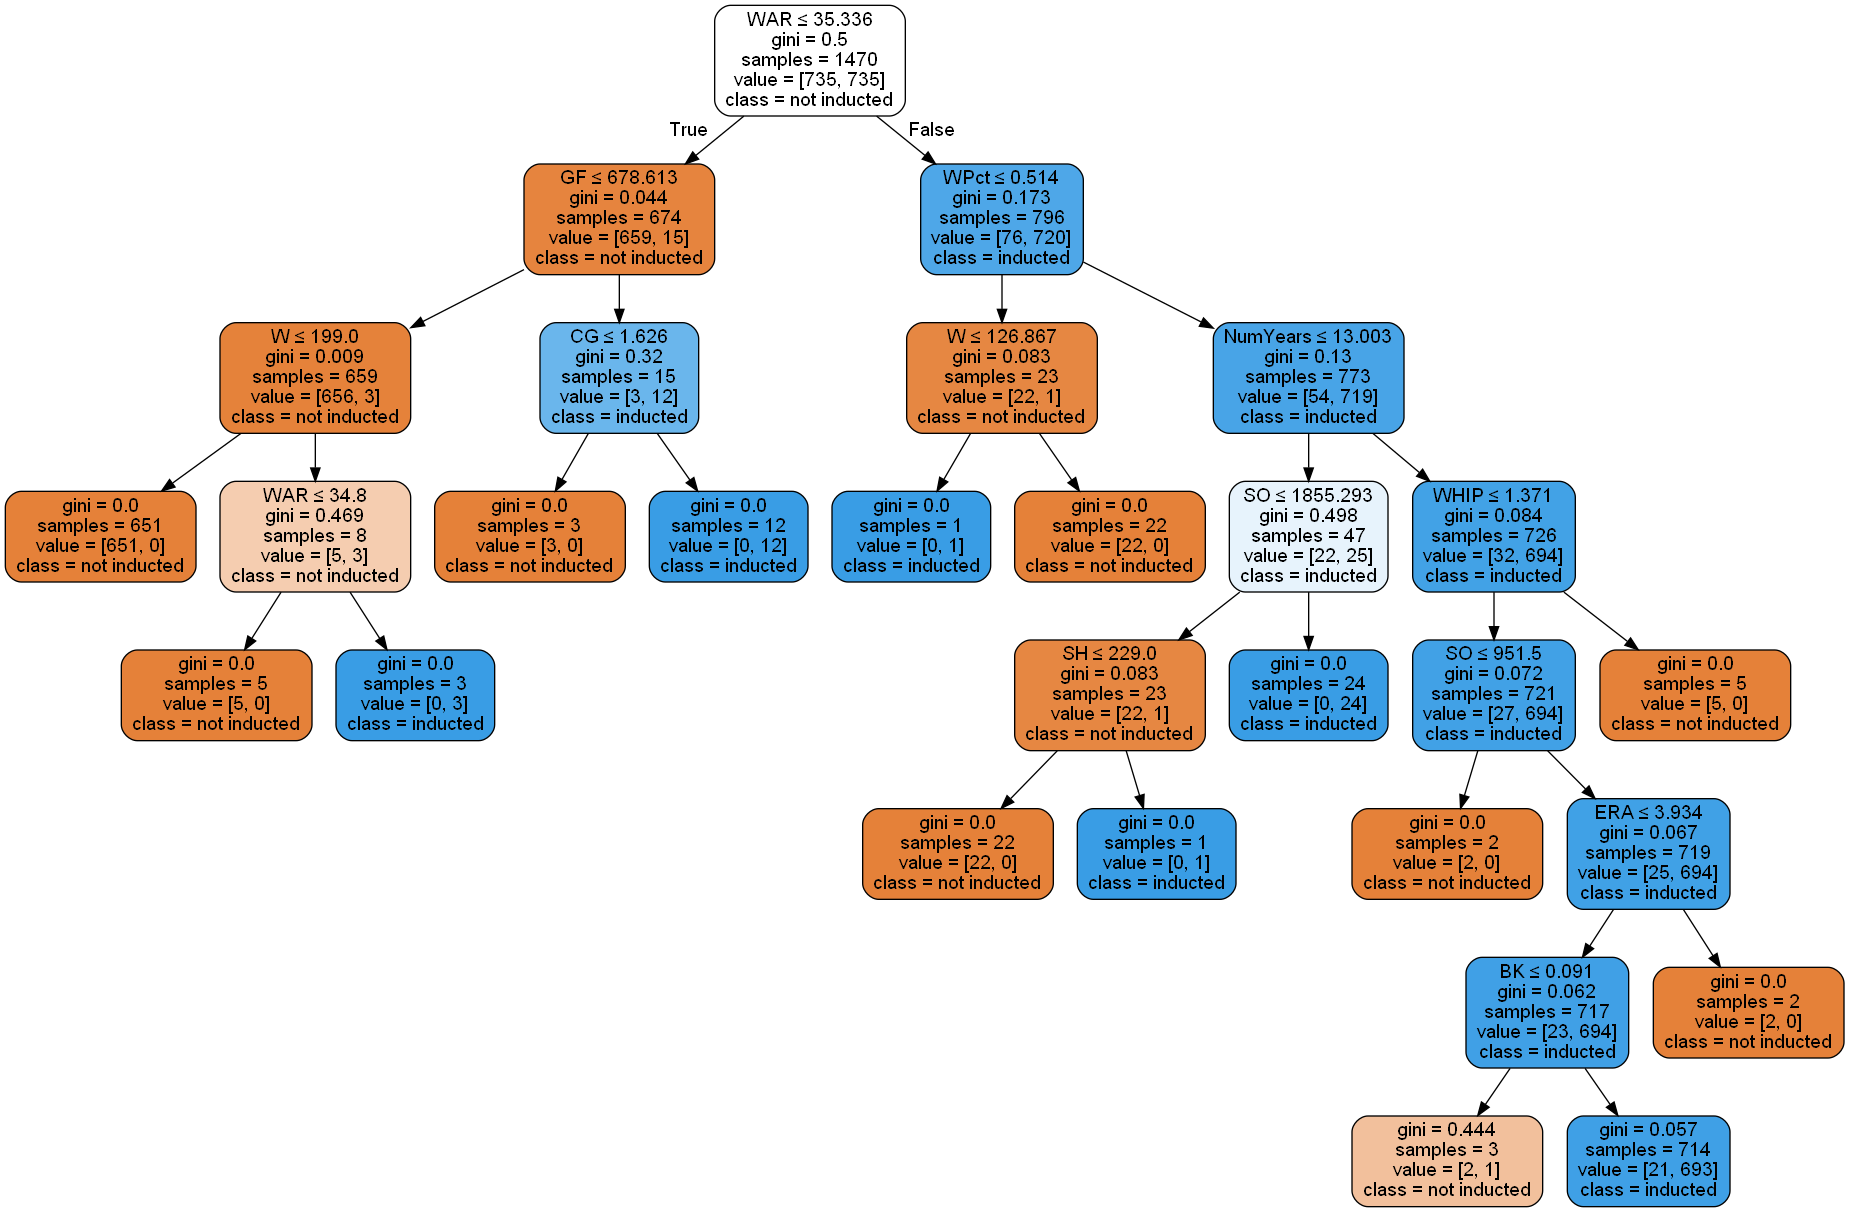 WAR ≤ 35.336
gini = 0.5
samples = 1470
value = [735, 735]
class = not inducted
True
False
GF ≤ 678.613
gini = 0.044
samples = 674
value = [659, 15]
class = not inducted
WPct ≤ 0.514
gini = 0.173
samples = 796
value = [76, 720]
class = inducted
W ≤ 199.0
gini = 0.009
samples = 659
value = [656, 3]
class = not inducted
CG ≤ 1.626
gini = 0.32
samples = 15
value = [3, 12]
class = inducted
W ≤ 126.867
gini = 0.083
samples = 23
value = [22, 1]
class = not inducted
NumYears ≤ 13.003
gini = 0.13
samples = 773
value = [54, 719]
class = inducted
gini = 0.0
samples = 651
value = [651, 0]
class = not inducted
WAR ≤ 34.8
gini = 0.469
samples = 8
value = [5, 3]
class = not inducted
gini = 0.0
samples = 3
value = [3, 0]
class = not inducted
gini = 0.0
samples = 12
value = [0, 12]
class = inducted
gini = 0.0
samples = 1
value = [0, 1]
class = inducted
gini = 0.0
samples = 22
value = [22, 0]
class = not inducted
SO ≤ 1855.293
gini = 0.498
samples = 47
value = [22, 25]
class = inducted
WHIP ≤ 1.371
gini = 0.084
samples = 726
value = [32, 694]
class = inducted
gini = 0.0
samples = 5
value = [5, 0]
class = not inducted
gini = 0.0
samples = 3
value = [0, 3]
class = inducted
SH ≤ 229.0
gini = 0.083
samples = 23
value = [22, 1]
class = not inducted
gini = 0.0
samples = 24
value = [0, 24]
class = inducted
SO ≤ 951.5
gini = 0.072
samples = 721
value = [27, 694]
class = inducted
gini = 0.0
samples = 5
value = [5, 0]
class = not inducted
gini = 0.0
samples = 22
value = [22, 0]
class = not inducted
gini = 0.0
samples = 1
value = [0, 1]
class = inducted
gini = 0.0
samples = 2
value = [2, 0]
class = not inducted
ERA ≤ 3.934
gini = 0.067
samples = 719
value = [25, 694]
class = inducted
BK ≤ 0.091
gini = 0.062
samples = 717
value = [23, 694]
class = inducted
gini = 0.0
samples = 2
value = [2, 0]
class = not inducted
gini = 0.444
samples = 3
value = [2, 1]
class = not inducted
gini = 0.057
samples = 714
value = [21, 693]
class = inducted